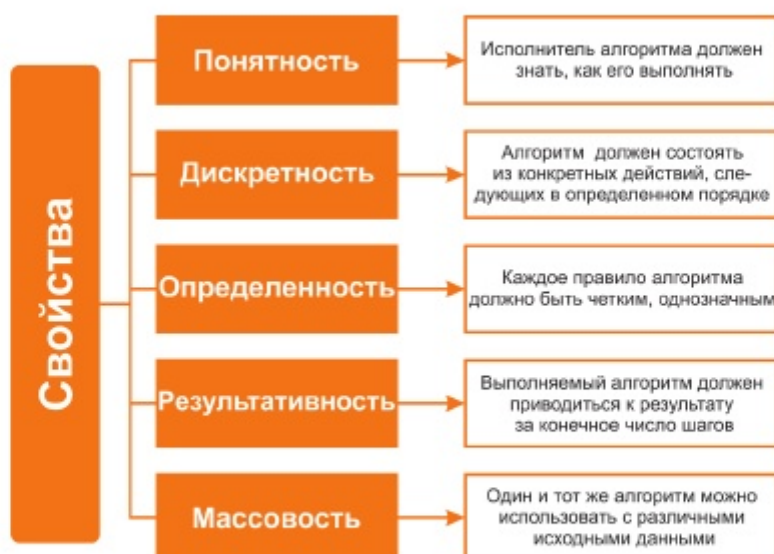 Свойства
Понятность
Исполнитель алгоритма должен
знать, как его выполнять
Дискретность
Алгоритм должен состоять
из конкретных действий, сле-
дующих в определенном порядке
Определенность
Каждое правило алгоритма
должно быть четким, однозначным
Результативность
Выполняемый алгоритм должен
приводиться к результату
за конечное число шагов
Массовость
Один и тот же алгоритм можно
использовать с различными
исходными данными